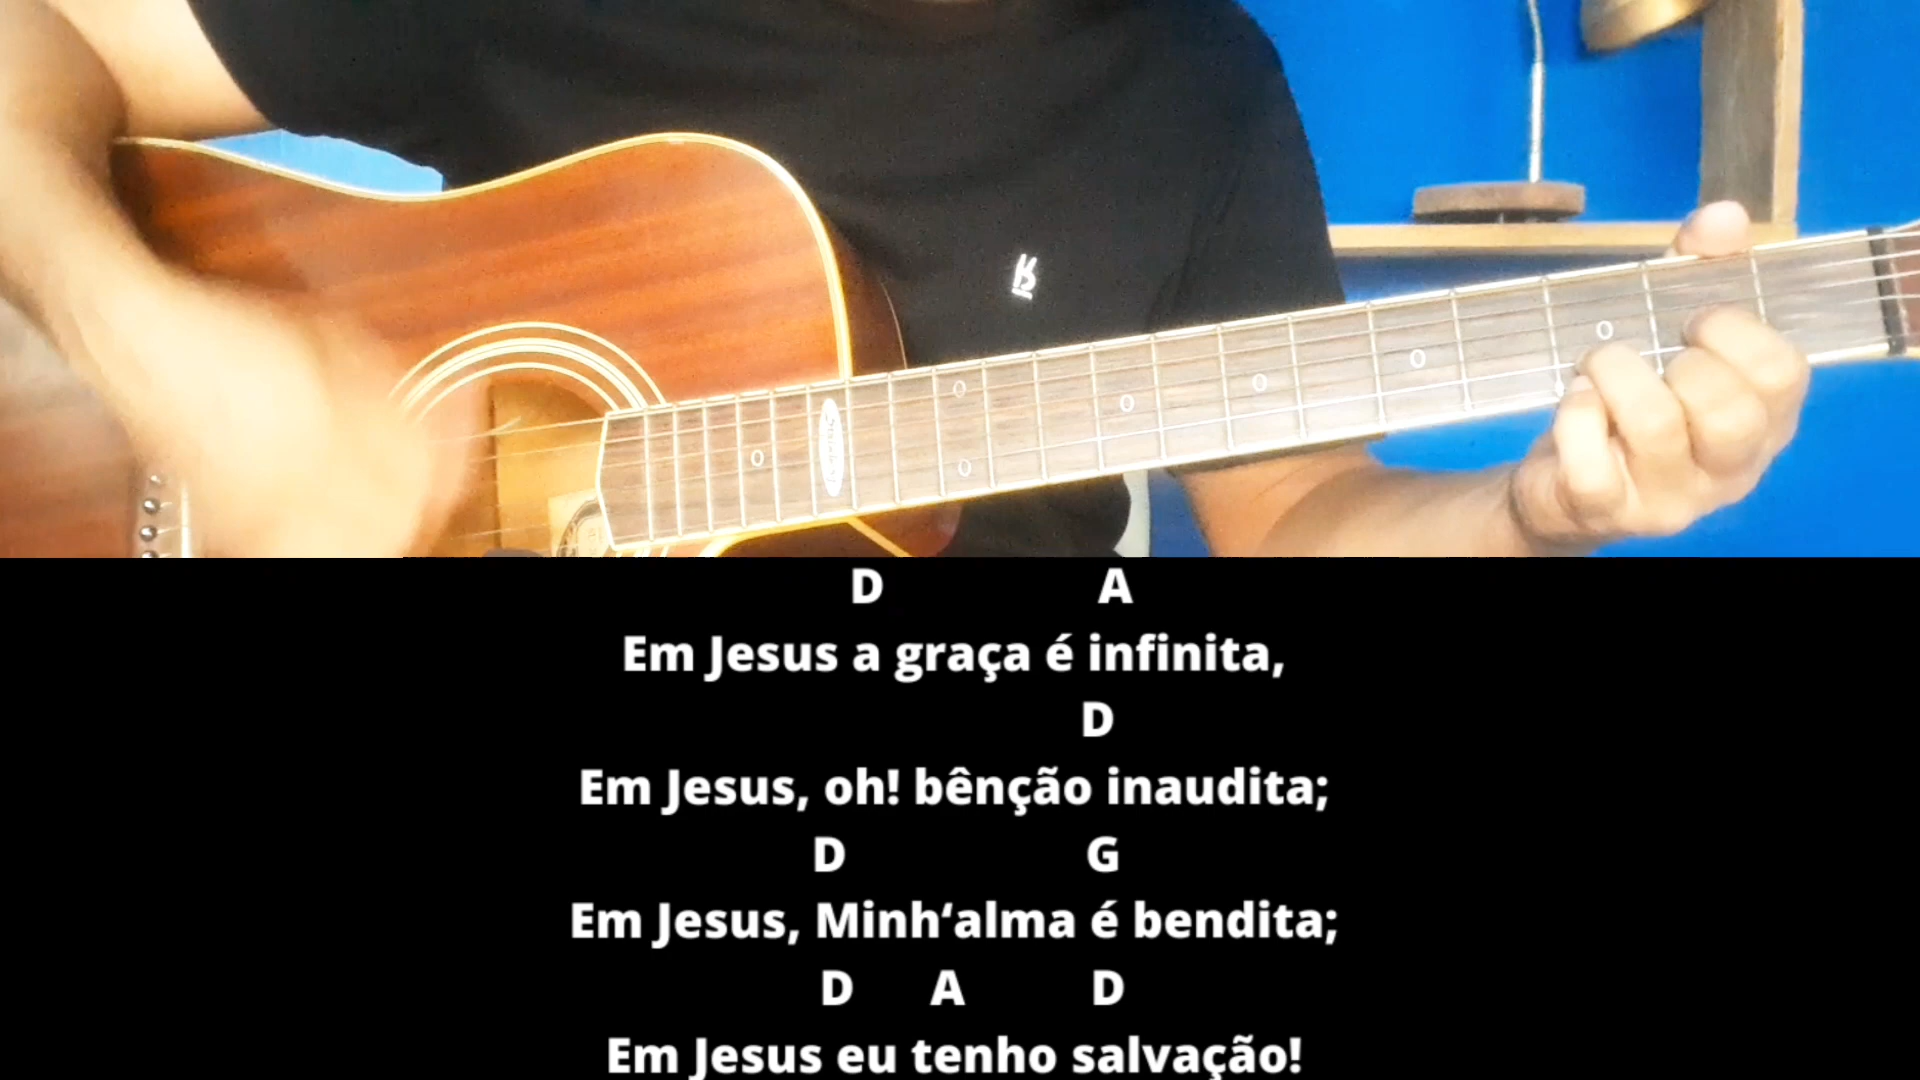 D A
Em Jesus a graça é infinita,
D
Em Jesus, oh! bênção inaudita;
D G
Em Jesus, Minh‘alma é bendita;
D A D
Em Jesus eu tenho salvação!